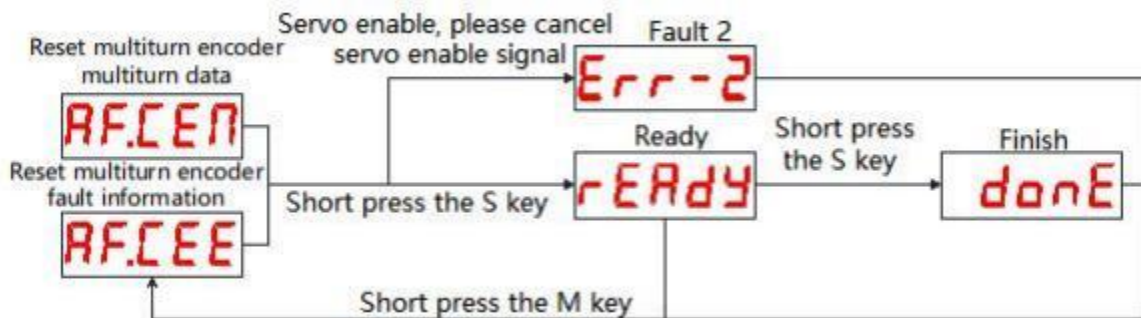 Reset multiturn encoder
multiturn data
AF.CEN
Reset multiturn encoder
fault information
AF.CEE
Servo enable, please cancel
servo enable signal
Fault 2
Err-2
Short press the S key
Ready
rEAdy
Short press
the S key
Finish
donE
Short press the M key